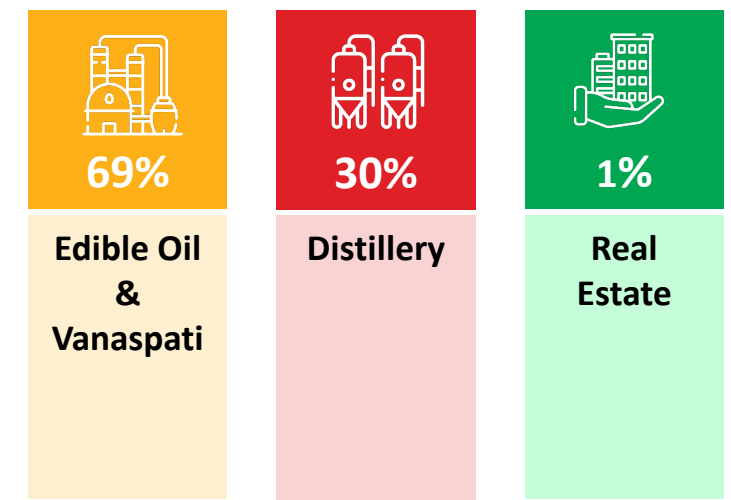 69%
Edible Oil
&
Vanaspati
30%
Distillery
1%
Real
Estate